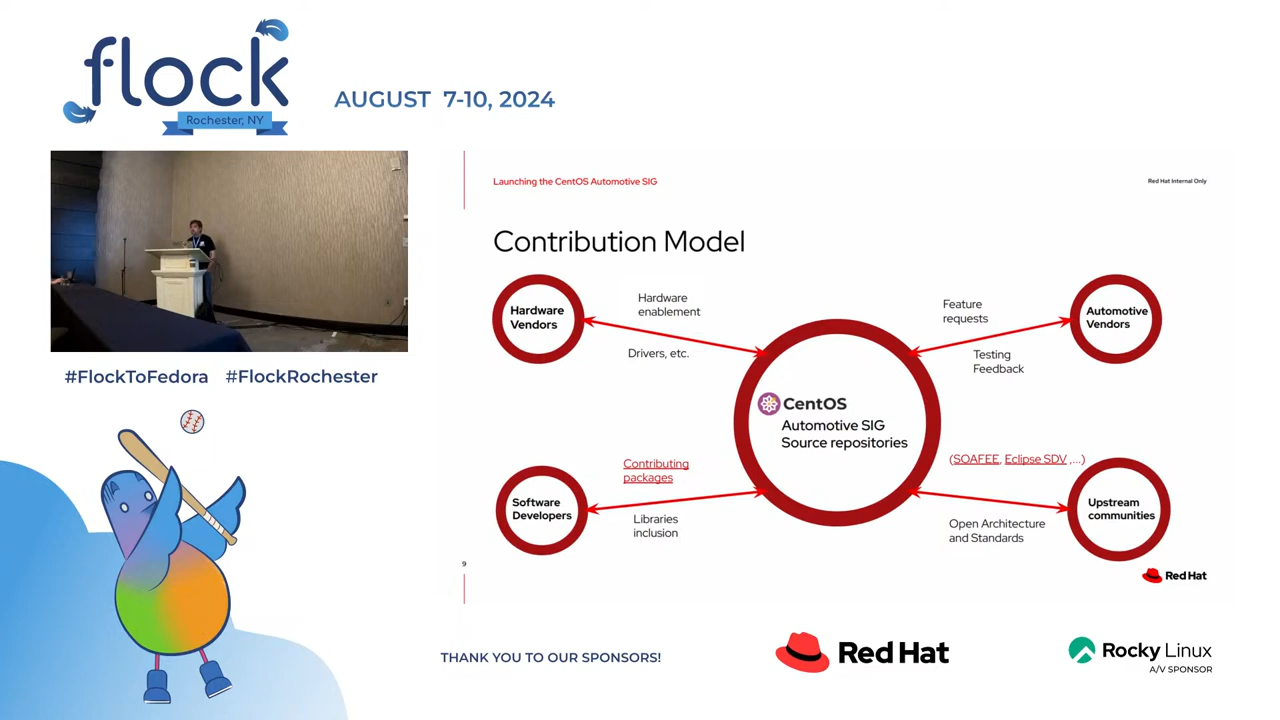 flock
Rochester, NY
AUGUST 7-10, 2024
#FlockToFedora #FlockRochester
Launching the CentOS Automotive SIG
Red Hat Internal Only
Contribution Model
Hardware
Vendors
Hardware
enablement
Drivers, etc.
Feature
requests
Testing
Feedback
Automotive
Vendors
CentOS
Automotive SIG
Source repositories
Software
Developers
Contributing
packages
Libraries
inclusion
(SOAFEE, Eclipse SDV ,...)
Open Architecture
and Standards
Upstream
communities
9
Red Hat
THANK YOU TO OUR SPONSORS!
Red Hat
Rocky Linux
A/V SPONSOR